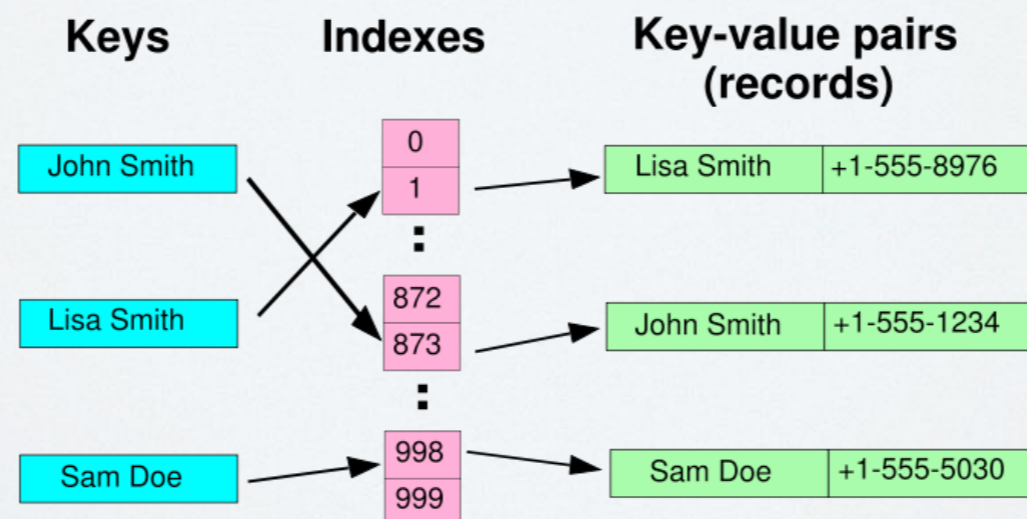 Keys
Indexes
Key-value pairs
(records)
John Smith
Lisa Smith
Sam Doe
0
1
:
872
873
:
998
999
Lisa Smith
+1-555-8976
John Smith
+1-555-1234
Sam Doe
+1-555-5030